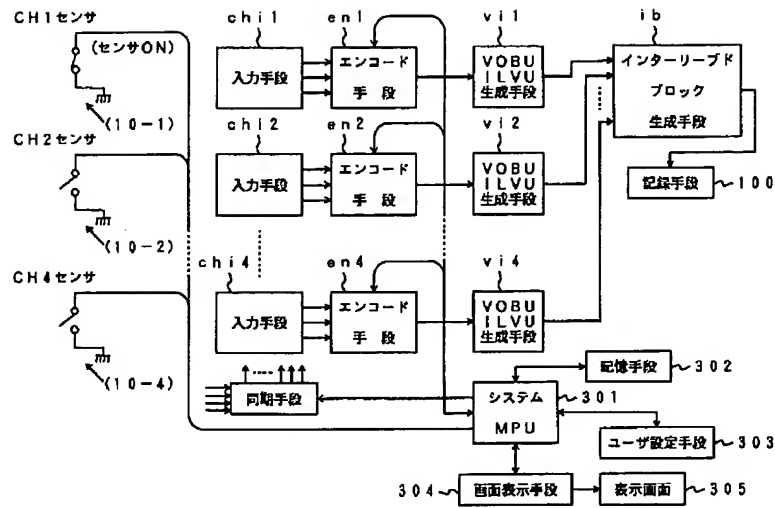 CH1センサ
(センサON)
(10-1)
CH2センサ
(10-2)
CH4センサ
(10-4)
chi1
入力手段
en1
エンコード
手段
vi1
VOBU
ILVU
生成手段
ib
インターリーブド
ブロック
生成手段
記録手段
100
chi2
入力手段
en2
エンコード
手段
vi2
VOBU
ILVU
生成手段
chi4
入力手段
en4
エンコード
手段
vi4
VOBU
ILVU
生成手段
同期手段
システム
MPU
301
記憶手段
302
ユーザ設定手段
303
304
画面表示手段
表示画面
305